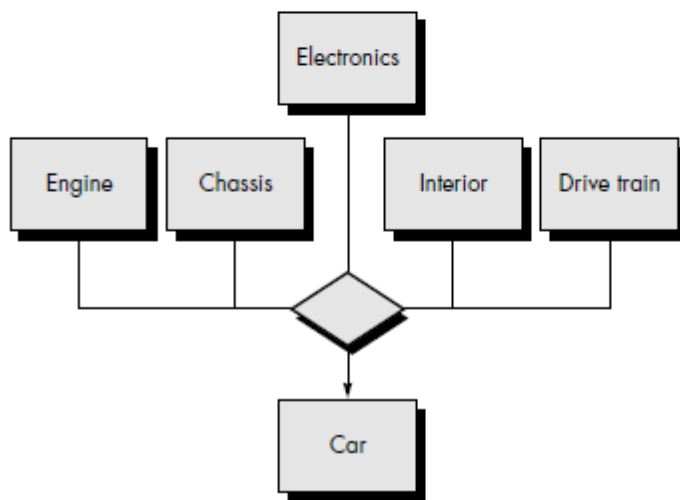 Electronics
Engine
Chassis
Interior
Drive train
Car